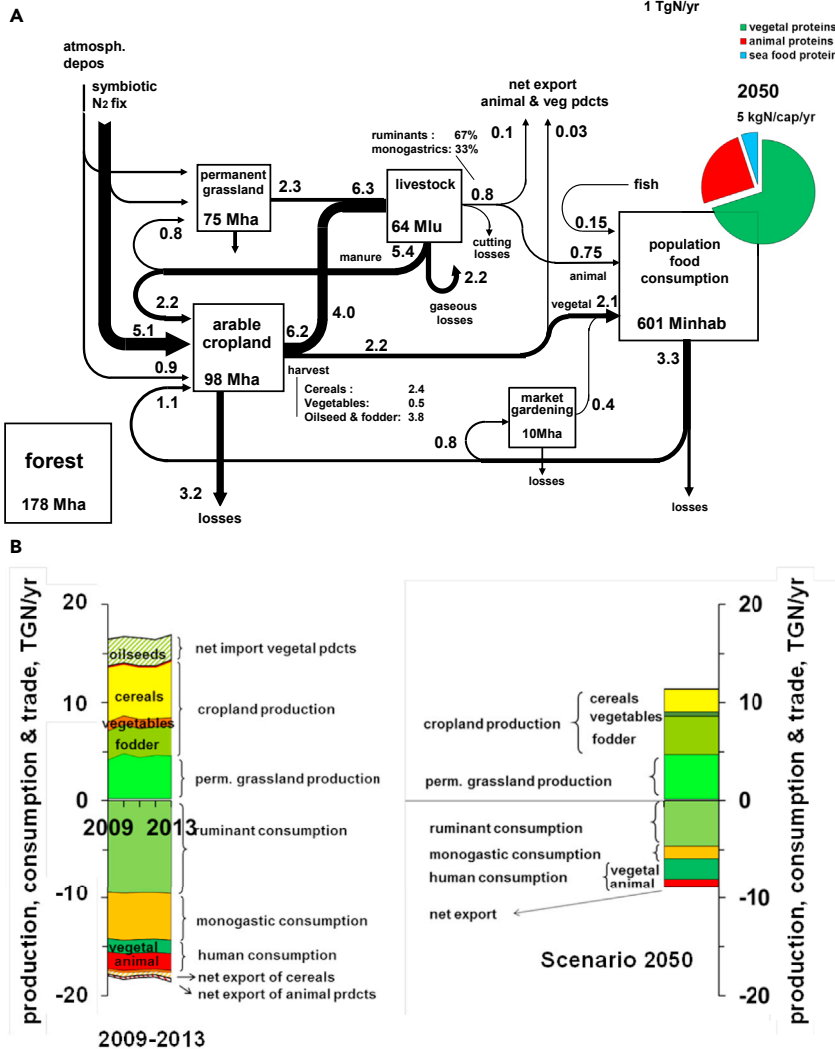 1 TgN/yr
A
vegetal proteins
animal proteins
sea food protein
atmosph.
depos
symbiotic
N2 fix
2050
5 kgN/cap/yr
net export
animal & veg pdcts
0.1
0.03
ruminants : 67%
monogastrics: 33%
permanent
grassland
75 Mha
2.3
6.3
livestock
64 Mlu
0.8
fish
0.15
cutting
losses
0.75
animal
population
food
consumption
601 Minhab
0.8
manure
5.4
2.2
gaseous
losses
2.2
5.1
arable
cropland
98 Mha
6.2
4.0
2.2
vegetal
2.1
3.3
0.9
1.1
harvest
Cereals : 2.4
Vegetables: 0.5
Oilseed & fodder: 3.8
market
gardening
10Mha
0.4
0.8
forest
178 Mha
3.2
losses
losses
losses
B
production, consumption & trade, TGN/yr
20
10
0
-10
-20
oilseeds
cereals
vegetables
fodder
2009 2013
vegetal
animal
net import vegetal pdcts
cropland production
perm. grassland production
ruminant consumption
monogastic consumption
human consumption
net export of cereals
net export of animal prdcts
2009-2013
cropland production
cereals
vegetables
fodder
perm. grassland production
ruminant consumption
monogastic consumption
human consumption
vegetal
animal
net export
Scenario 2050
20
10
0
-10
-20
production, consumption & trade, TGN/yr